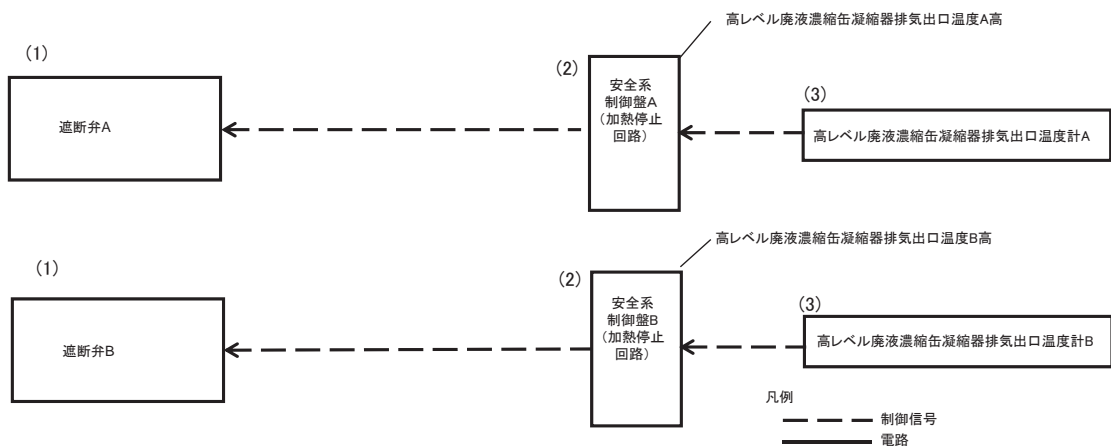 高レベル廃液濃縮缶凝縮器排気出口温度A高
(1)
(2)
(3)
遮断弁A
安全系
制御盤A
(加熱停止
回路)
高レベル廃液濃縮缶凝縮器排気出口温度計A
高レベル廃液濃縮缶凝縮器排気出口温度B高
(1)
(2)
(3)
遮断弁B
安全系
制御盤B
(加熱停止
回路)
高レベル廃液濃縮缶凝縮器排気出口温度計B
凡例
制御信号
電路